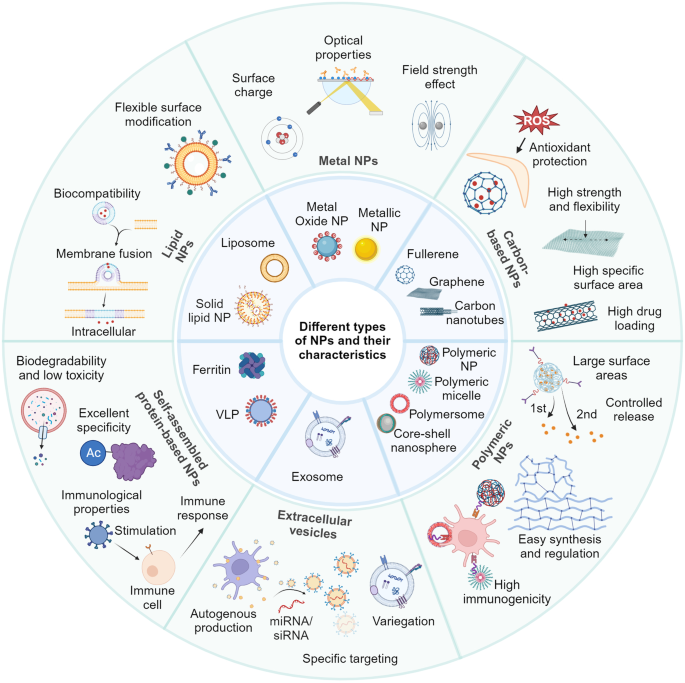 Optical
properties
Surface
charge
Field strength
effect
Metal NPs
Flexible surface
modification
Biocompatibility
Membrane fusion
Intracellular
Lipid
NPs
ROS
Antioxidant
protection
High strength
and flexibility
High specific
surface area
High drug
loading
Carbon-
based NPs
Metal
Oxide NP
Metallic
NP
Liposome
Solid
lipid NP
Fullerene
Graphene
Carbon
nanotubes
Different types
of NPs and their
characteristics
Ferritin
VLP
Exosome
Polymeric
NP
Polymeric
micelle
Polymersome
Core-shell
nanosphere
Biodegradability
and low toxicity
Excellent
specificity
Ac
Immunological
properties
Stimulation
Immune
response
Immune
cell
Self-assembled
protein-based NPs
Extracellular
vesicles
Autogenous
production
miRNA/
siRNA
Variegation
Specific targeting
Polymeric NPs
Large surface
areas
Controlled
release
1st
2nd
Easy synthesis
and regulation
High
immunogenicity